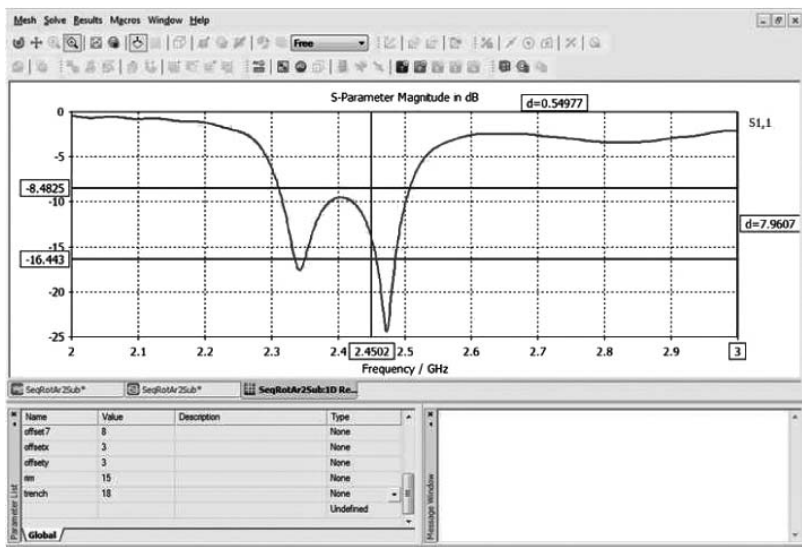 Mesh Solve Results Macros Window Help
Free
S-Parameter Magnitude in dB
d=0.54977
S1,1
0
-5
-8.4825
-10
-15
-16.443
-20
-25
d=7.9607
2 2.1 2.2 2.3 2.4 2.4502 2.5 2.6 2.7 2.8 2.9 3
Frequency / GHz
SeqRotAr2Sub* SeqRotAr2Sub* SeqRotAr2Sub:1D Re...
Name Value Description Type
offset7 8 None
offsetx 3 None
offsety 3 None
15 None
trench 18 None
Undefined
Global
Parameter List
Message Window